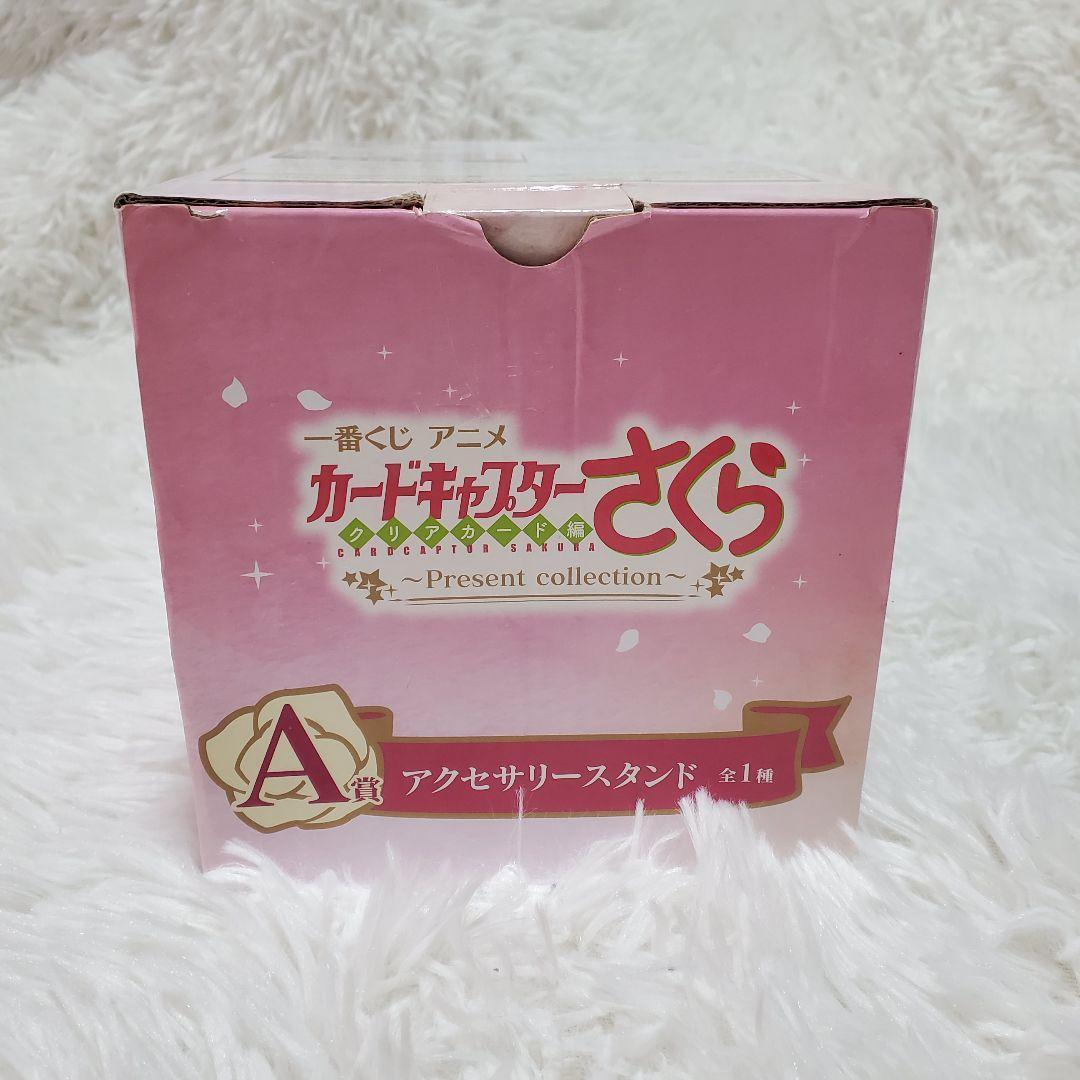 一番くじ アニメ
カードキャプターさくら
クリアカード編
CARDCAPTOR SAKURA
～Present collection～
A賞 アクセサリースタンド 全1種